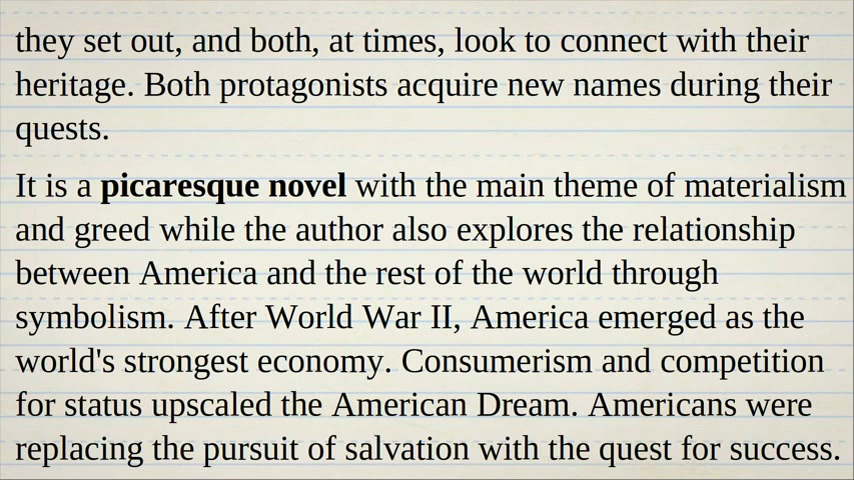 they set out, and both, at times, look to connect with their
heritage. Both protagonists acquire new names during their
quests.
It is a picaresque novel with the main theme of materialism
and greed while the author also explores the relationship
between America and the rest of the world through
symbolism. After World War II, America emerged as the
world's strongest economy. Consumerism and competition
for status upscaled the American Dream. Americans were
replacing the pursuit of salvation with the quest for success.